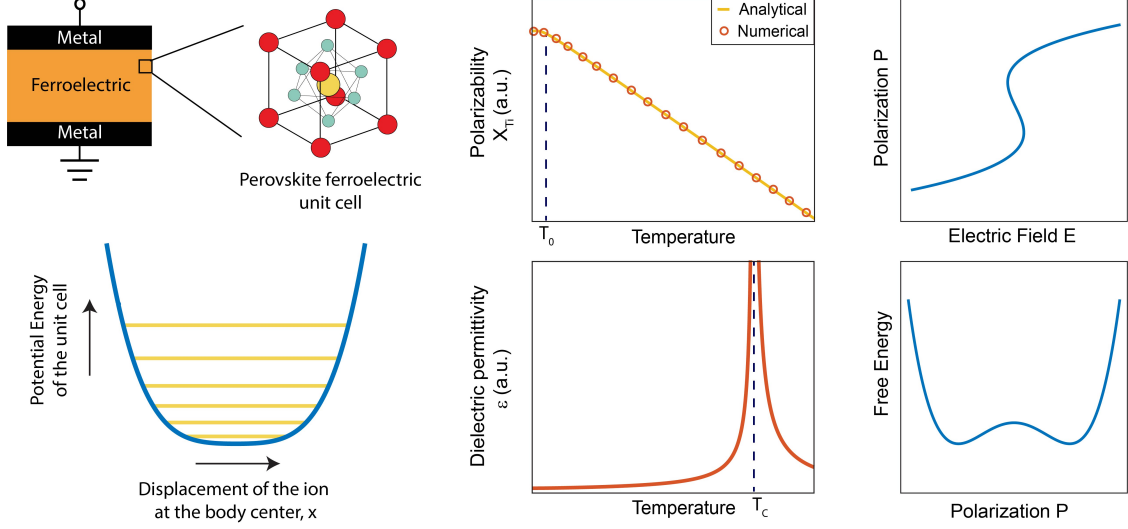 Metal
Ferroelectric
Metal
Perovskite ferroelectric
unit cell
Polarizability
X_Ti (a.u.)
Analytical
Numerical
T_0
Temperature
Polarization P
Electric Field E
Potential Energy
of the unit cell
Displacement of the ion
at the body center, x
Dielectric permittivity
ε (a.u.)
Temperature
T_C
Free Energy
Polarization P